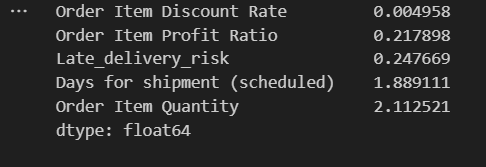 ... Order Item Discount Rate 0.004958
Order Item Profit Ratio 0.217898
Late_delivery_risk 0.247669
Days for shipment (scheduled) 1.889111
Order Item Quantity 2.112521
dtype: float64